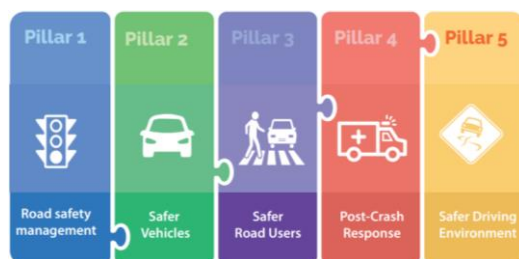 Pillar 1
Pillar 2
Pillar 3
Pillar 4
Pillar 5
Road safety
management
Safer
Vehicles
Safer
Road Users
Post-Crash
Response
Safer Driving
Environment